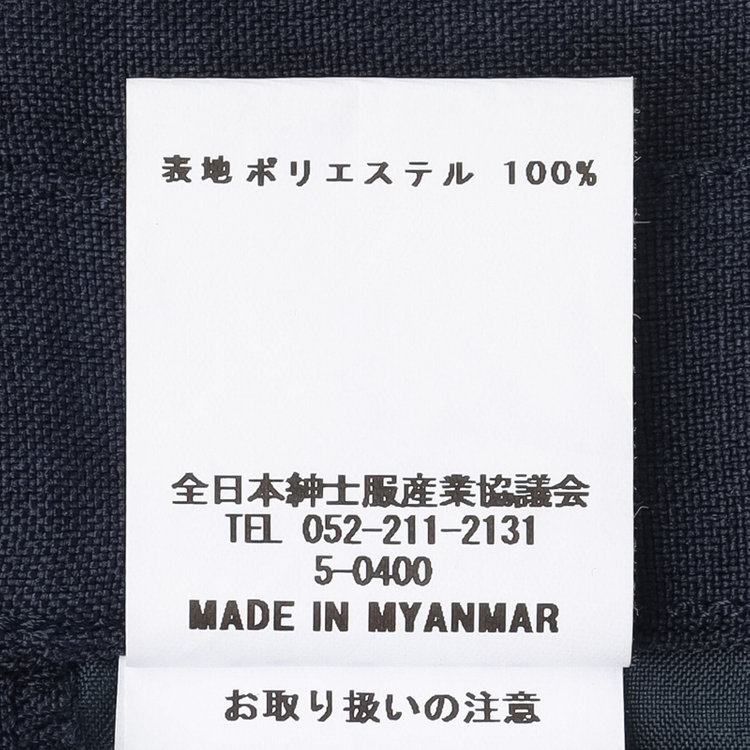 表地 ポリエステル 100%
全日本紳士服産業協議会
TEL 052-211-2131
5-0400
MADE IN MYANMAR
お取り扱いの注意